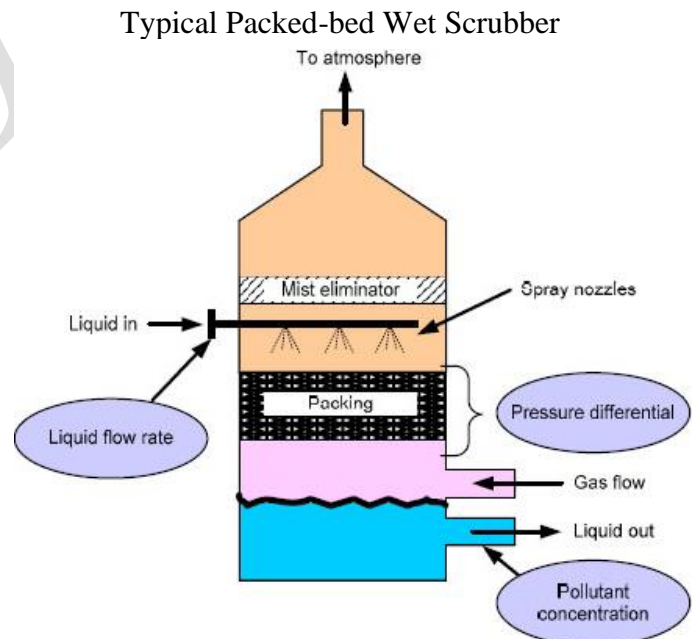 Typical Packed-bed Wet Scrubber
To atmosphere
Mist eliminator
Spray nozzles
Liquid in
Packing
Pressure differential
Liquid flow rate
Gas flow
Liquid out
Pollutant
concentration